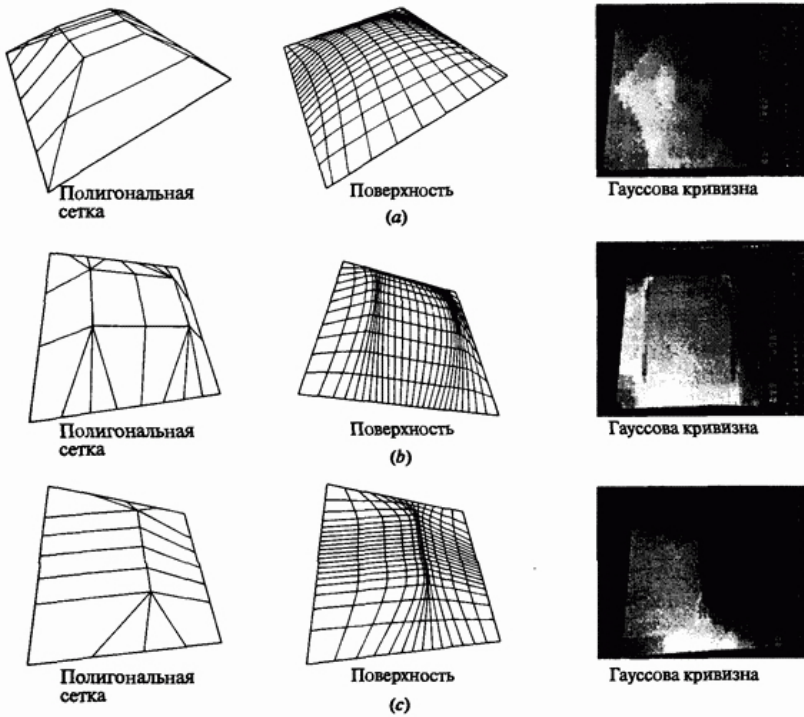 Полигональная
сетка
Поверхность
Гауссова кривизна
(a)
Полигональная
сетка
Поверхность
Гауссова кривизна
(b)
Полигональная
сетка
Поверхность
Гауссова кривизна
(c)